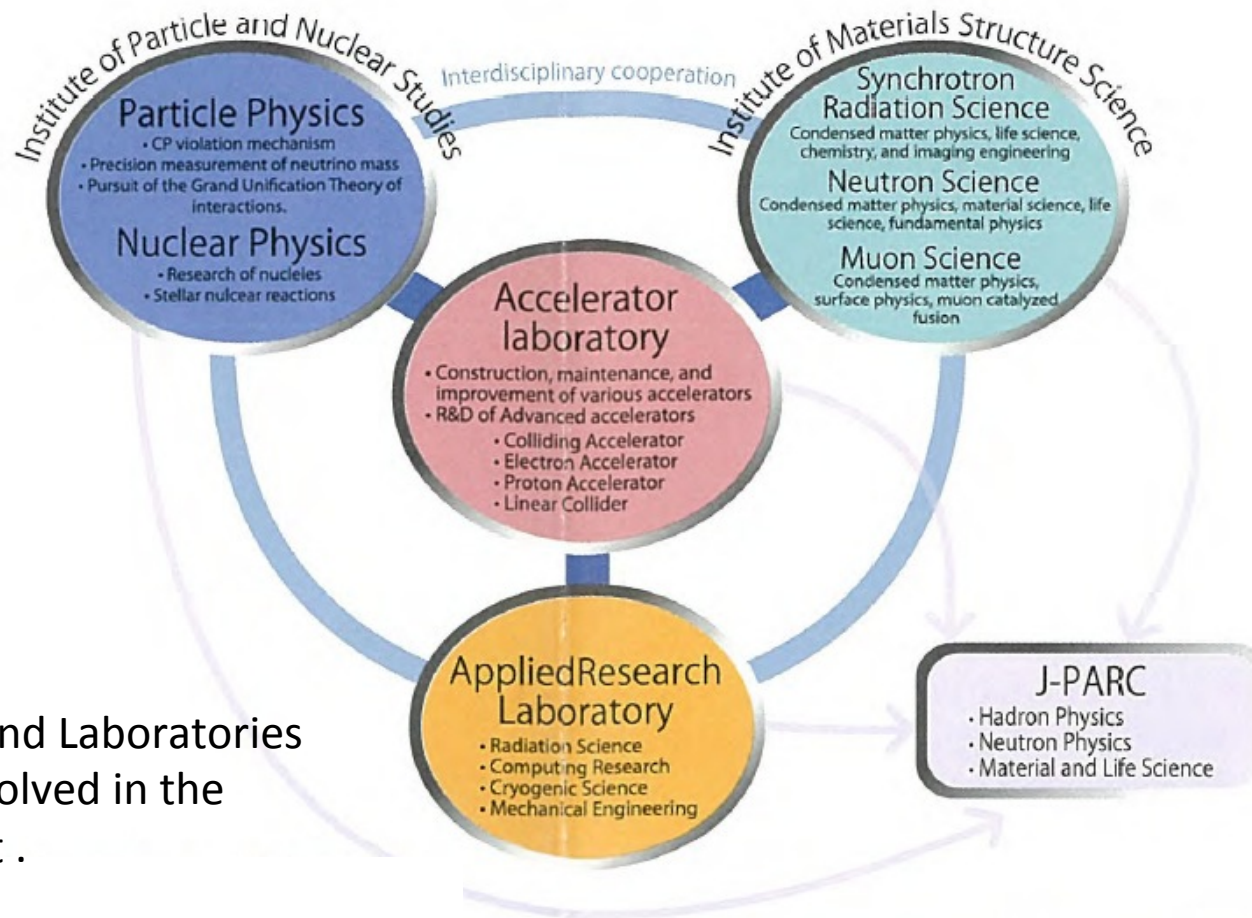 Institute of Particle and Nuclear Studies
Interdisciplinary cooperation
Institute of Materials Structure Science
Particle Physics
• CP violation mechanism
• Precision measurement of neutrino mass
• Pursuit of the Grand Unification Theory of
interactions.
Nuclear Physics
• Research of nucleles
• Stellar nulcear reactions
Synchrotron
Radiation Science
Condensed matter physics, life science,
chemistry, and imaging engineering
Neutron Science
Condensed matter physics, material science, life
science, fundamental physics
Muon Science
Condensed matter physics,
surface physics, muon catalyzed
fusion
Accelerator
laboratory
• Construction, maintenance, and
improvement of various accelerators
• R&D of Advanced accelerators
• Colliding Accelerator
• Electron Accelerator
• Proton Accelerator
• Linear Collider
AppliedResearch
Laboratory
• Radiation Science
• Computing Research
• Cryogenic Science
• Mechanical Engineering
J-PARC
• Hadron Physics
• Neutron Physics
• Material and Life Science
nd Laboratories
olved in the
.